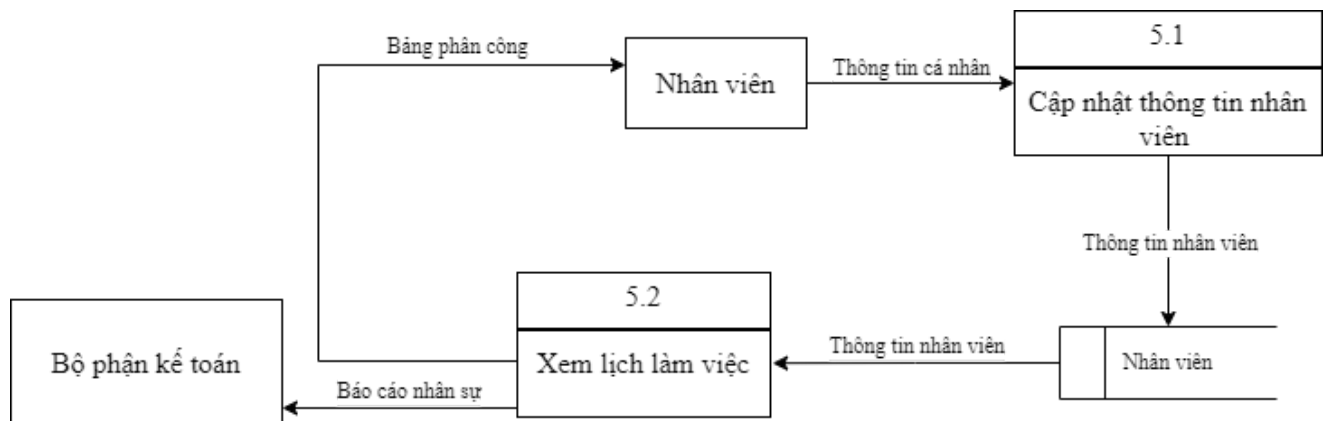 Bảng phân công
Nhân viên
Thông tin cá nhân
5.1
Cập nhật thông tin nhân
viên
Thông tin nhân viên
5.2
Xem lịch làm việc
Thông tin nhân viên
Nhân viên
Bộ phận kế toán
Báo cáo nhân sự